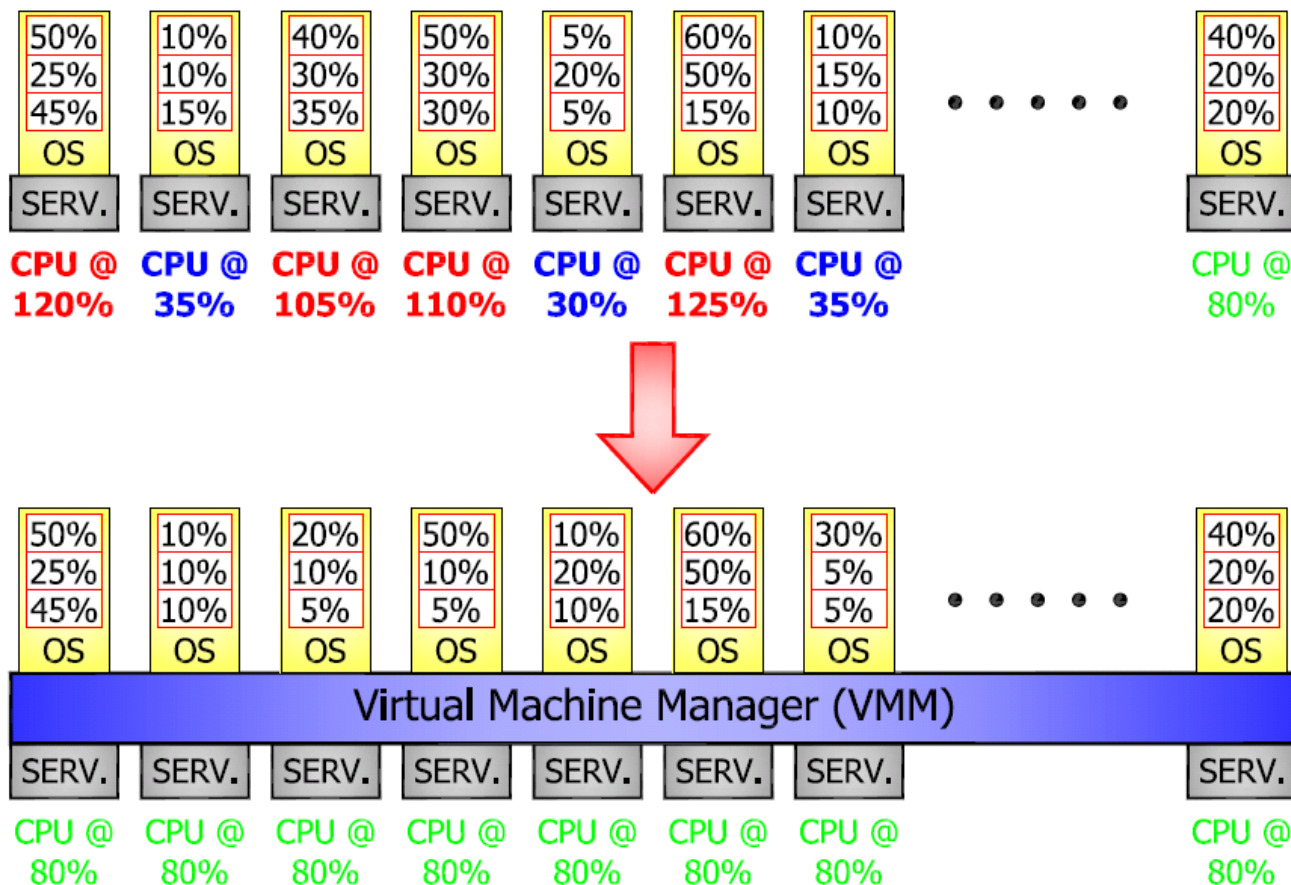 50% 10% 40% 50% 5% 60% 10% 40%
25% 10% 30% 30% 20% 50% 15% 20%
45% 15% 35% 30% 5% 15% 10% 20%
OS OS OS OS OS OS OS OS
SERV. SERV. SERV. SERV. SERV. SERV. SERV. SERV.
CPU @ CPU @ CPU @ CPU @ CPU @ CPU @ CPU @ CPU @
120% 35% 105% 110% 30% 125% 35% 80%
50% 10% 20% 50% 10% 60% 30% 40%
25% 10% 10% 10% 20% 50% 5% 20%
45% 10% 5% 5% 10% 15% 5% 20%
OS OS OS OS OS OS OS OS
Virtual Machine Manager (VMM)
SERV. SERV. SERV. SERV. SERV. SERV. SERV. SERV.
CPU @ CPU @ CPU @ CPU @ CPU @ CPU @ CPU @ CPU @
80% 80% 80% 80% 80% 80% 80% 80%